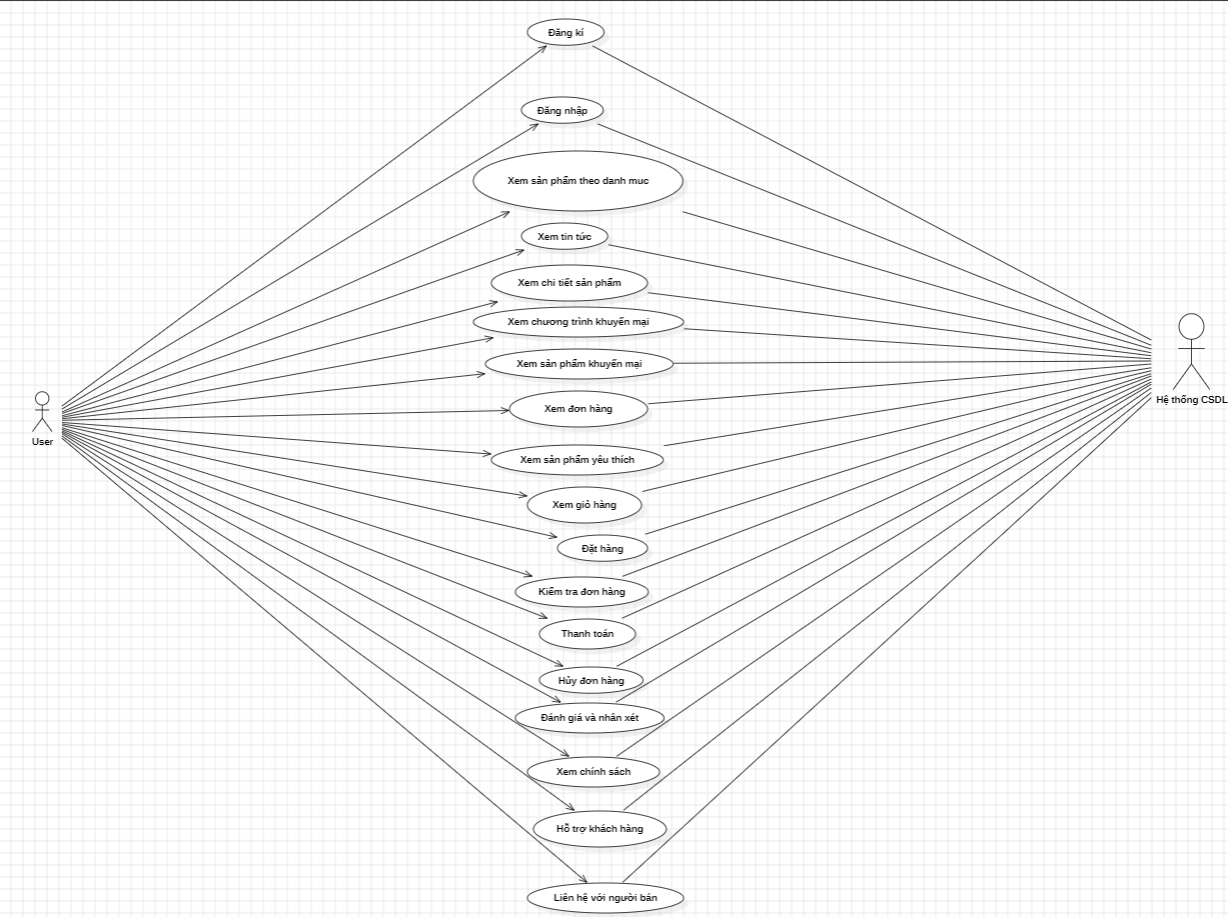 Đăng kí
Đăng nhập
Xem sản phẩm theo danh muc
Xem tin tức
Xem chi tiết sản phẩm
Xem chương trình khuyến mại
Xem sản phẩm khuyến mại
Xem đơn hàng
Xem sản phẩm yêu thích
Xem giỏ hàng
Đặt hàng
Kiểm tra đơn hàng
Thanh toán
Hủy đơn hàng
Đánh giá và nhân xét
Xem chính sách
Hỗ trợ khách hàng
Liên hệ với người bán
User
Hệ thống CSDL